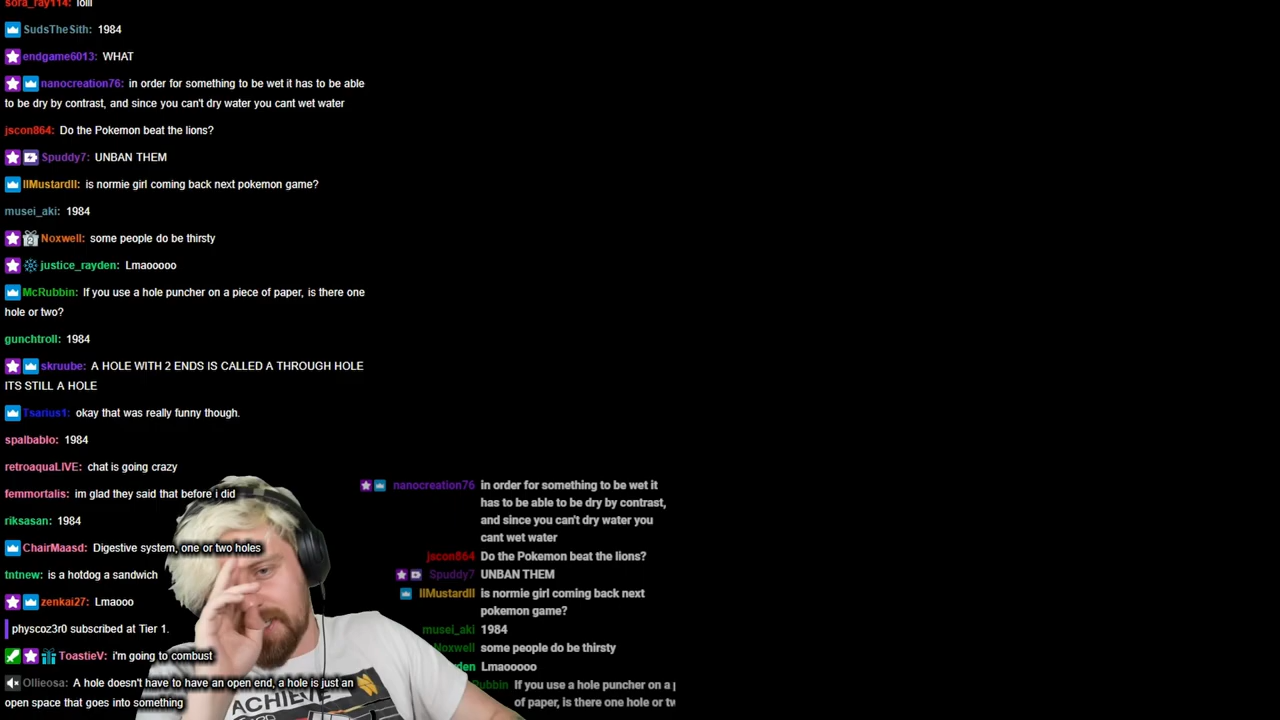 sora_ray114: lolll
SudsTheSith: 1984
endgame6013: WHAT
nanocreation76: in order for something to be wet it has to be able
to be dry by contrast, and since you can't dry water you cant wet water
jscon864: Do the Pokemon beat the lions?
Spuddy7: UNBAN THEM
llMustardll: is normie girl coming back next pokemon game?
musei_aki: 1984
Noxwell: some people do be thirsty
justice_rayden: Lmaooooo
McRubbin: If you use a hole puncher on a piece of paper, is there one
hole or two?
gunchtroll: 1984
skruube: A HOLE WITH 2 ENDS IS CALLED A THROUGH HOLE
ITS STILL A HOLE
Tsarius1: okay that was really funny though.
spalbablo: 1984
retroaquaLIVE: chat is going crazy
femmortalis: im glad they said that before i did
riksasan: 1984
ChairMaasd: Digestive system, one or two holes
tntnew: is a hotdog a sandwich
zenkai27: Lmaooo
physcoz3r0 subscribed at Tier 1.
ToastieV: i'm going to combust
Ollieosa: A hole doesn't have to have an open end, a hole is just an
open space that goes into something
nanocreation76 in order for something to be wet it
has to be able to be dry by contrast,
and since you can't dry water you
cant wet water
jscon864 Do the Pokemon beat the lions?
Spuddy7 UNBAN THEM
llMustardll is normie girl coming back next
pokemon game?
musei_aki 1984
Noxwell some people do be thirsty
den Lmaooooo
Rubbin If you use a hole puncher on a p
of paper, is there one hole or tw
ACHIEVE